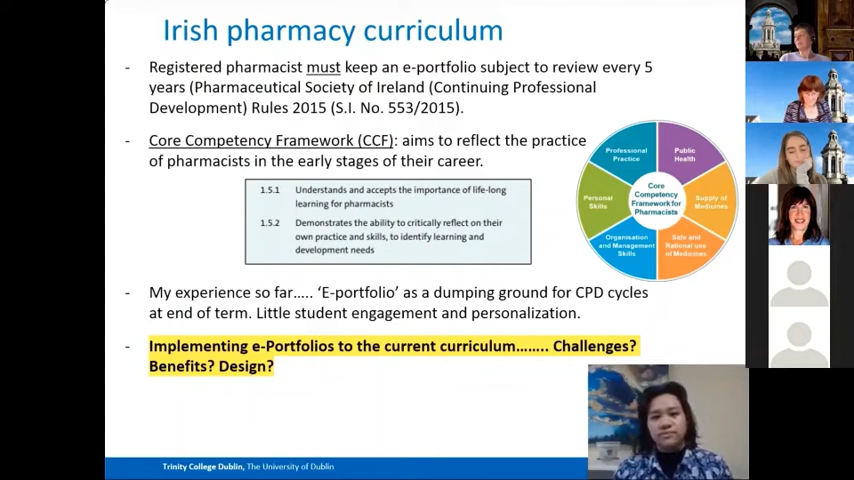 Irish pharmacy curriculum
- Registered pharmacist must keep an e-portfolio subject to review every 5
years (Pharmaceutical Society of Ireland (Continuing Professional
Development) Rules 2015 (S.I. No. 553/2015).
- Core Competency Framework (CCF): aims to reflect the practice
of pharmacists in the early stages of their career.
1.5.1 Understands and accepts the importance of life-long
learning for pharmacists
1.5.2 Demonstrates the ability to critically reflect on their
own practice and skills, to identify learning and
development needs
Professional
Practice
Public
Health
Personal
Skills
Core
Competency
Framework for
Pharmacists
Supply of
Medicines
Organisation
and Management
Skills
Safe and
Rational use
of Medicines
- My experience so far….. ‘E-portfolio’ as a dumping ground for CPD cycles
at end of term. Little student engagement and personalization.
- Implementing e-Portfolios to the current curriculum…….. Challenges?
Benefits? Design?
Trinity College Dublin, The University of Dublin